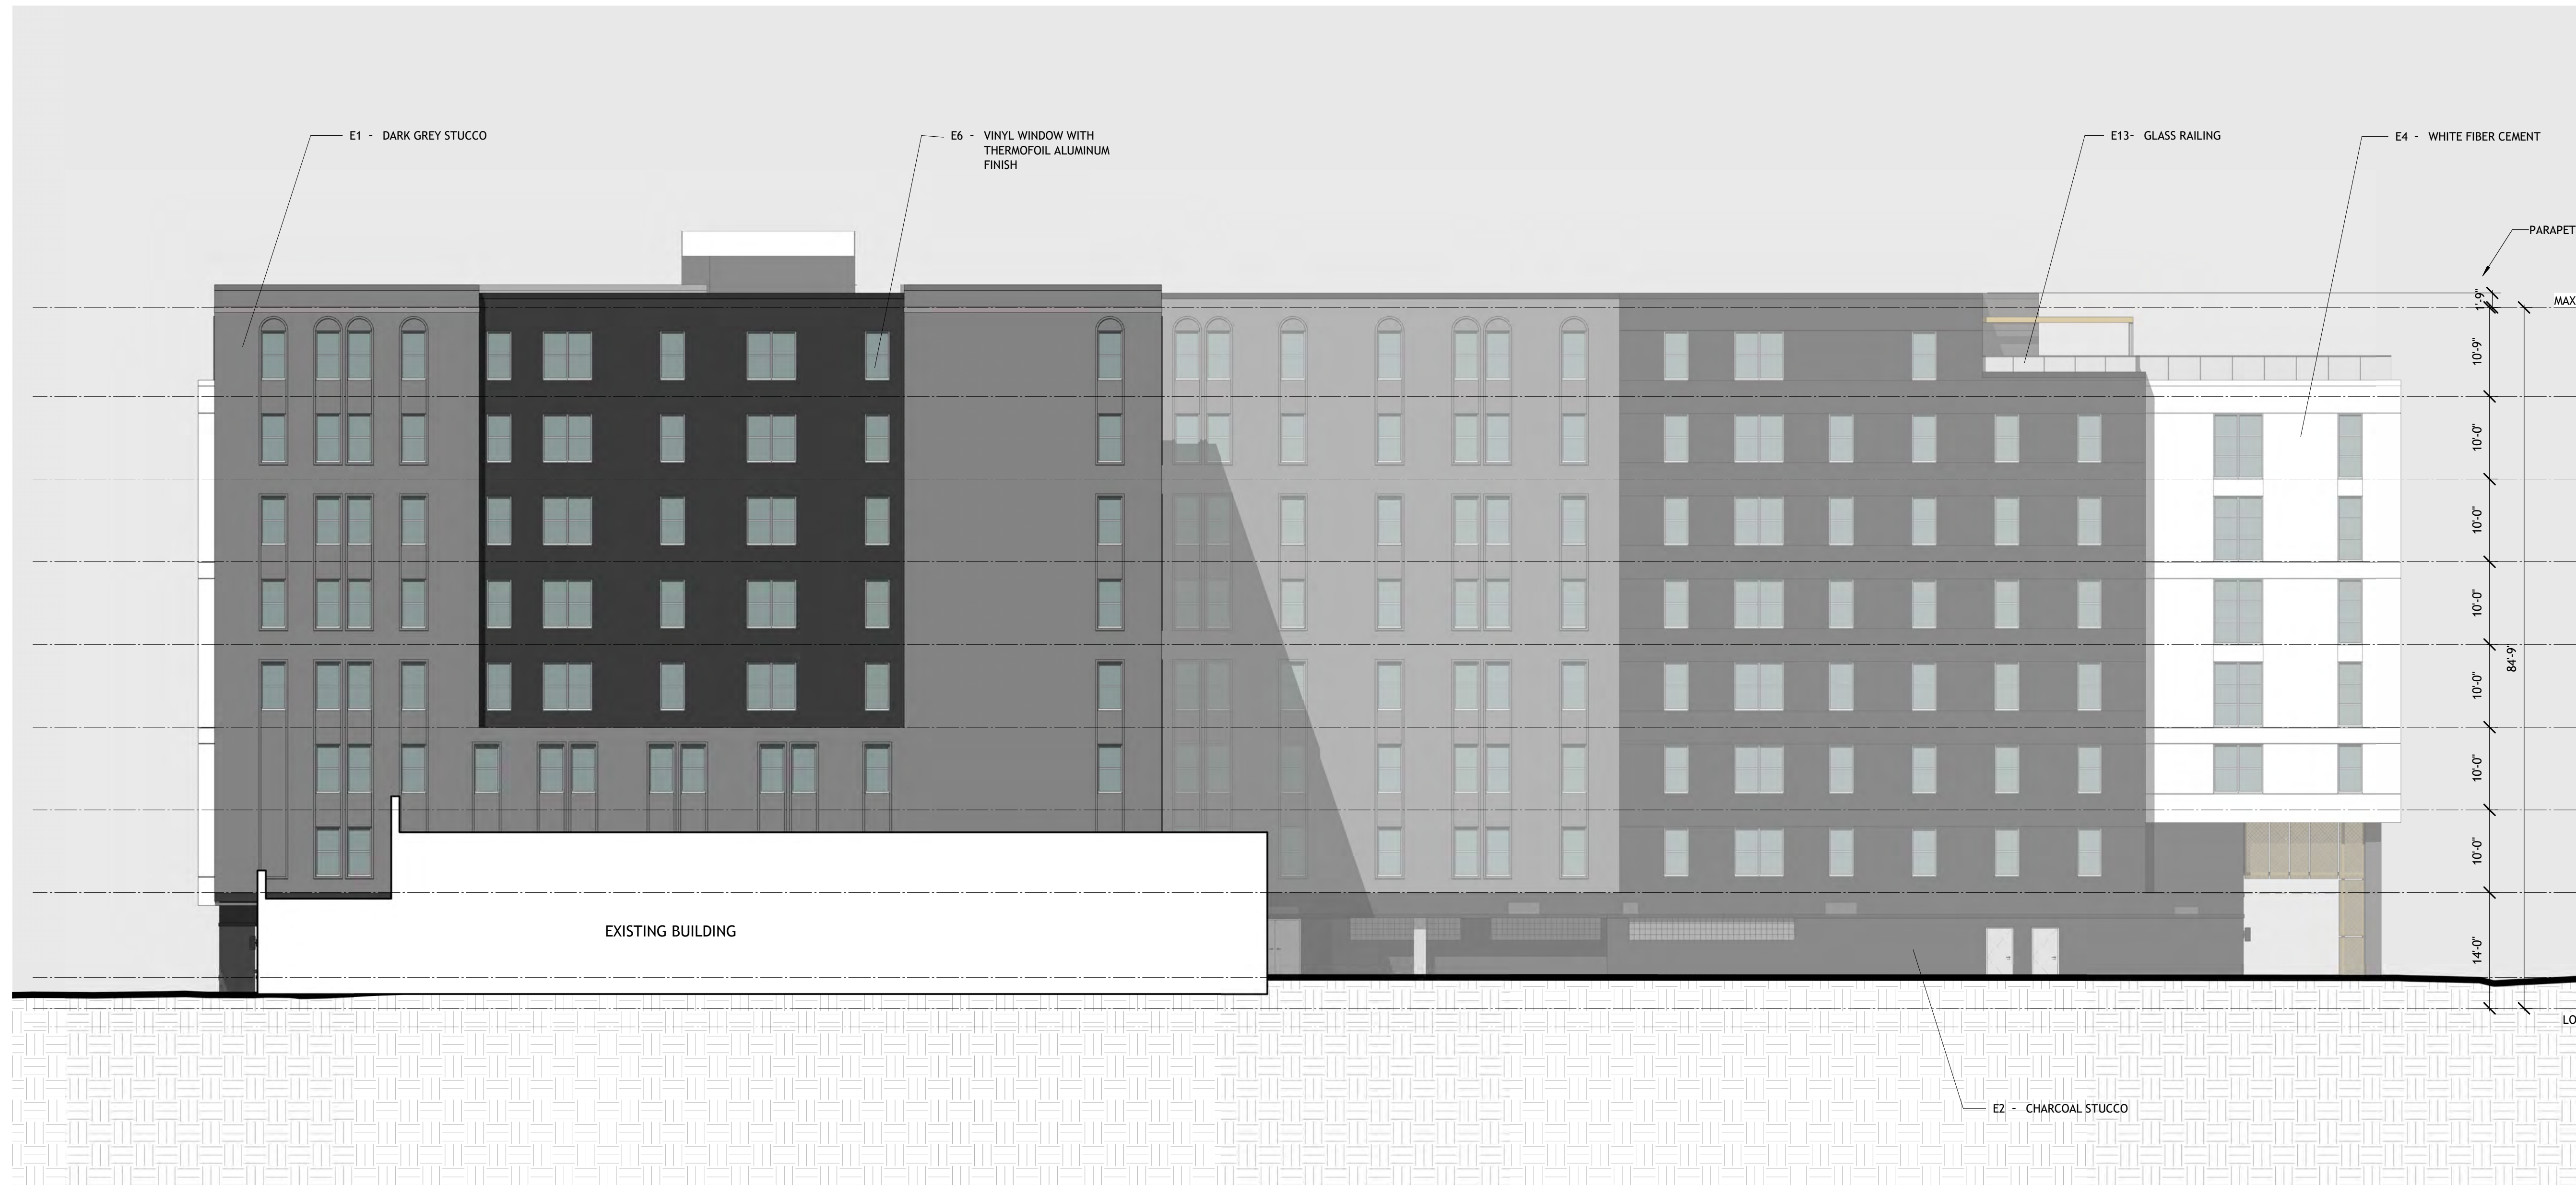 E1 - DARK GREY STUCCO
E6 - VINYL WINDOW WITH
THERMOFOIL ALUMINUM
FINISH
E13- GLASS RAILING
E4 - WHITE FIBER CEMENT
PARAPET
MAX
1'-9"
10'-9"
10'-0"
10'-0"
10'-0"
10'-0"
10'-0"
10'-0"
14'-0"
84'-9"
EXISTING BUILDING
LO
E2 - CHARCOAL STUCCO